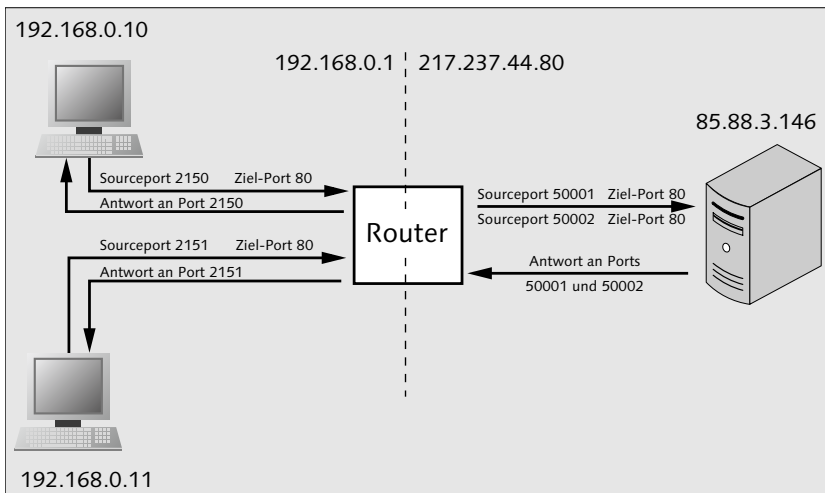 192.168.0.10
192.168.0.1 217.237.44.80
85.88.3.146
Sourceport 2150 Ziel-Port 80
Antwort an Port 2150
Sourceport 2151 Ziel-Port 80
Antwort an Port 2151
Router
Sourceport 50001 Ziel-Port 80
Sourceport 50002 Ziel-Port 80
Antwort an Ports
50001 und 50002
192.168.0.11